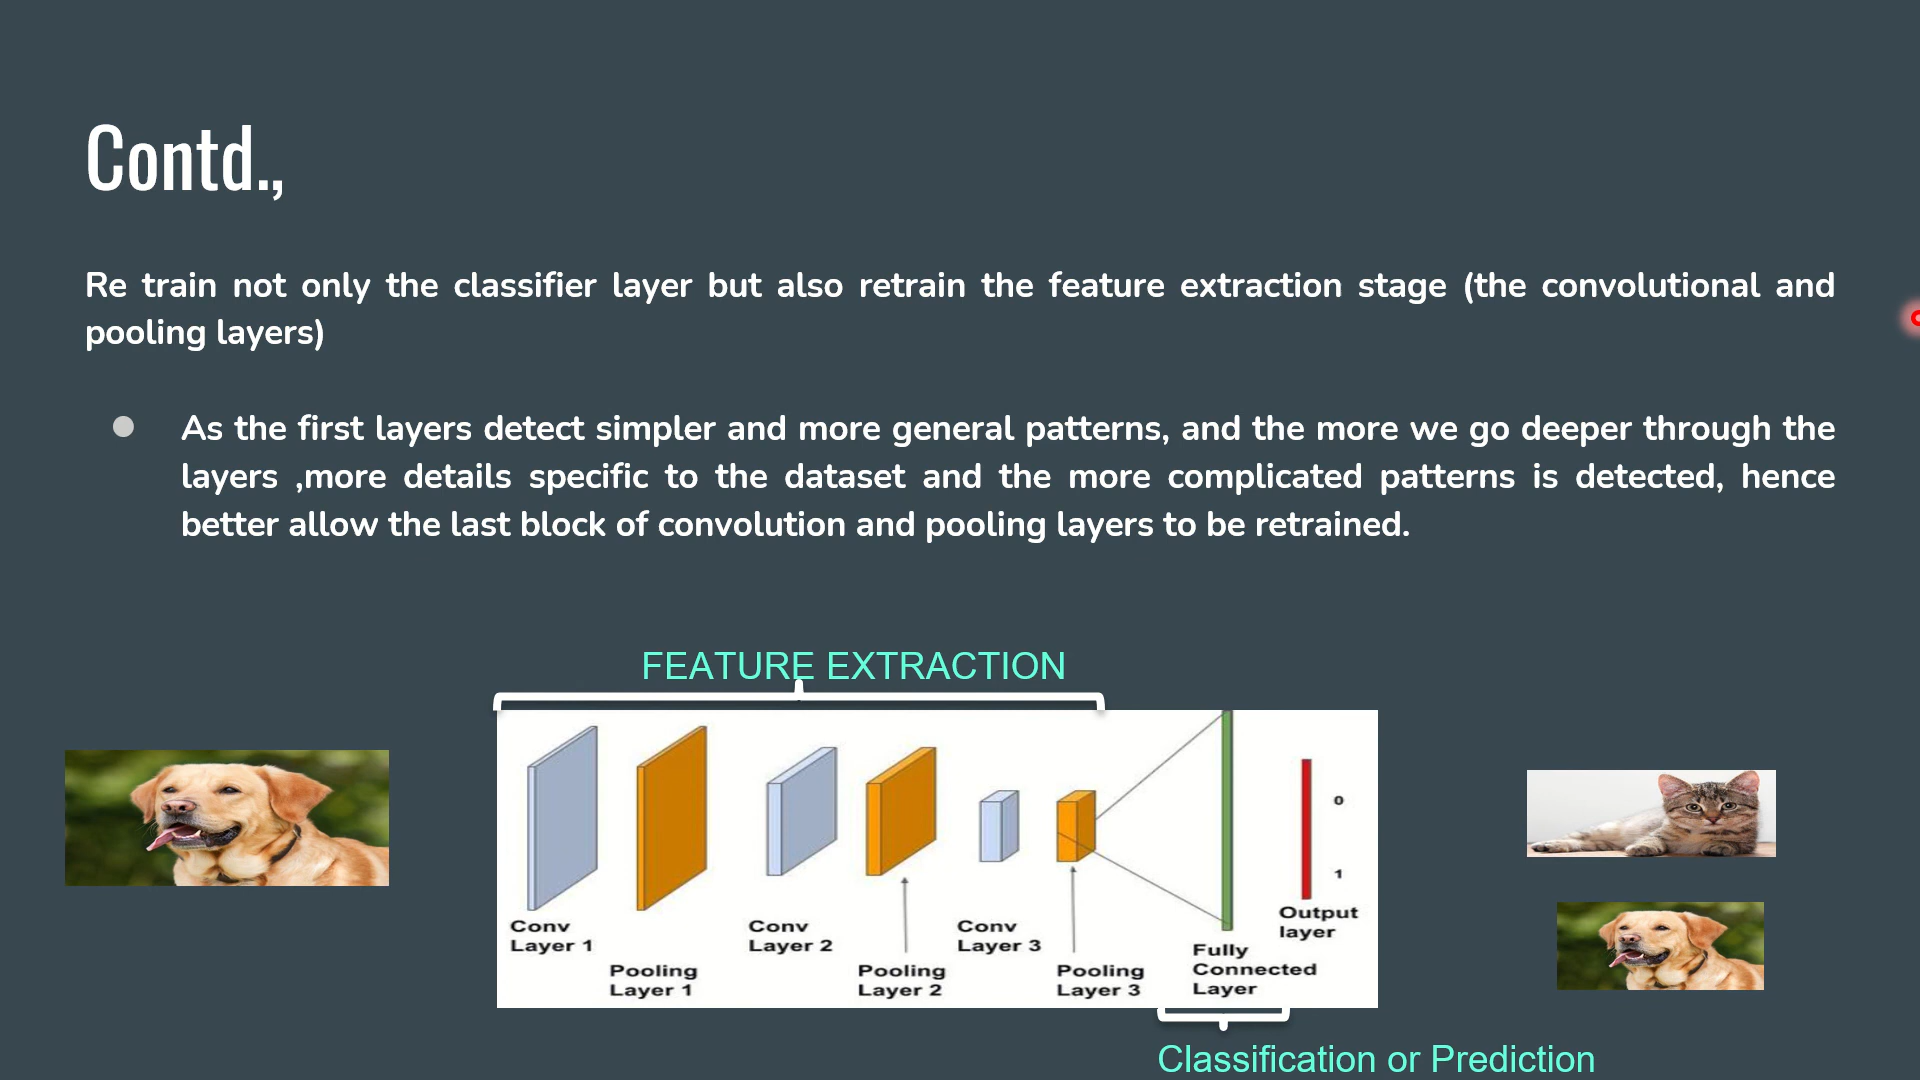 Contd.,
Re train not only the classifier layer but also retrain the feature extraction stage (the convolutional and
pooling layers)
As the first layers detect simpler and more general patterns, and the more we go deeper through the
layers ,more details specific to the dataset and the more complicated patterns is detected, hence
better allow the last block of convolution and pooling layers to be retrained.
FEATURE EXTRACTION
Conv
Layer 1
Pooling
Layer 1
Conv
Layer 2
Pooling
Layer 2
Conv
Layer 3
Pooling
Layer 3
Fully
Connected
Layer
0
1
Output
layer
Classification or Prediction